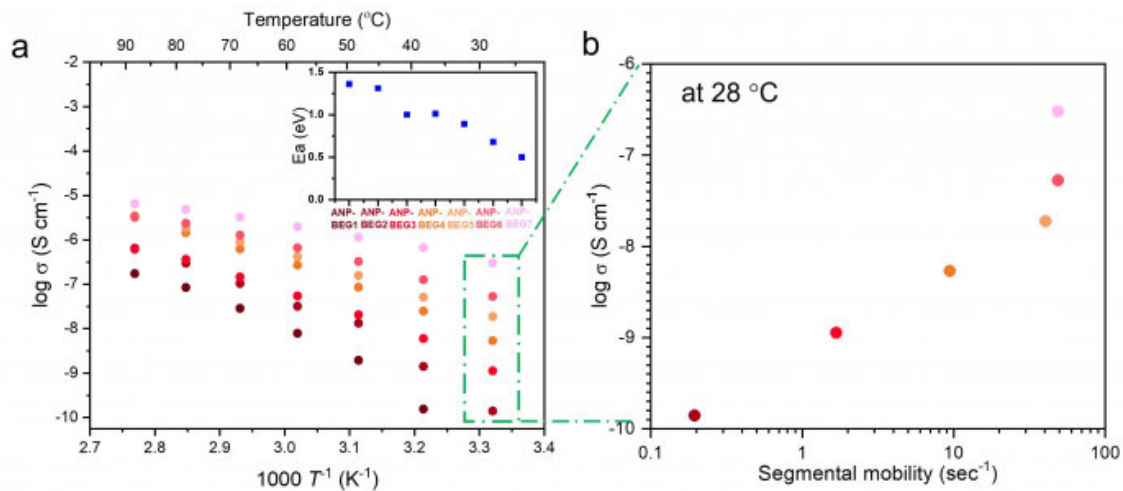 Temperature (°C)
a
90 80 70 60 50 40 30
-2
-3
-4
-5
-6
-7
-8
-9
-10
log σ (S cm⁻¹)
2.7 2.8 2.9 3.0 3.1 3.2 3.3 3.4
1000 T⁻¹ (K⁻¹)
1.5
1.0
0.5
0.0
Ea (eV)
ANP- ANP- ANP- ANP- ANP- ANP- ANP-
BEG1 BEG2 BEG3 BEG4 BEG5 BEG6 BEG7
b
at 28 °C
-6
-7
-8
-9
-10
log σ (S cm⁻¹)
0.1 1 10 100
Segmental mobility (sec⁻¹)